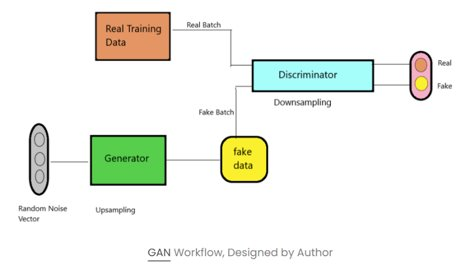 Real Training
Data
Real Batch
Discriminator
Real
Fake
Downsampling
Fake Batch
Generator
fake
data
Random Noise
Vector
Upsampling
GAN Workflow, Designed by Author